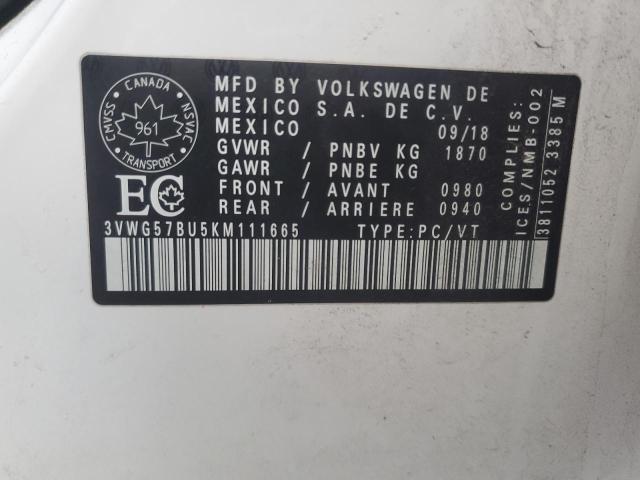 CANADA
CMVSS
NSVAC
961
TRANSPORT
EC
MFD BY VOLKSWAGEN DE
MEXICO S.A. DE C.V.
MEXICO 09/18
GVWR / PNBV KG 1870
GAWR / PNBE KG
FRONT / AVANT 0980
REAR / ARRIERE 0940
3VWG57BU5KM111665 TYPE:PC/VT
COMPLIES:
ICES/NMB-002
3811052 3385 M